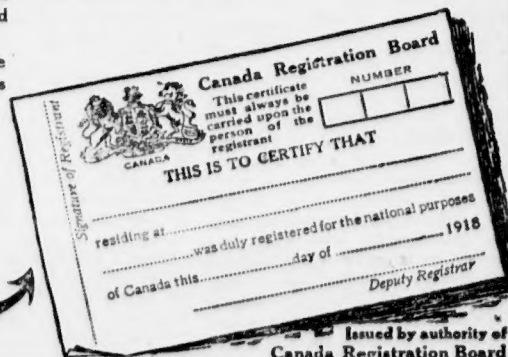 d
e
s
Canada Registration Board
This certificate
must always be
carried upon the
person of the
registrant
NUMBER
CANADA
THIS IS TO CERTIFY THAT
residing at
was duly registered for the national purposes
of Canada this day of 1918
Deputy Registrar
Signature of Registrant
Issued by authority of
Canada Registration Board